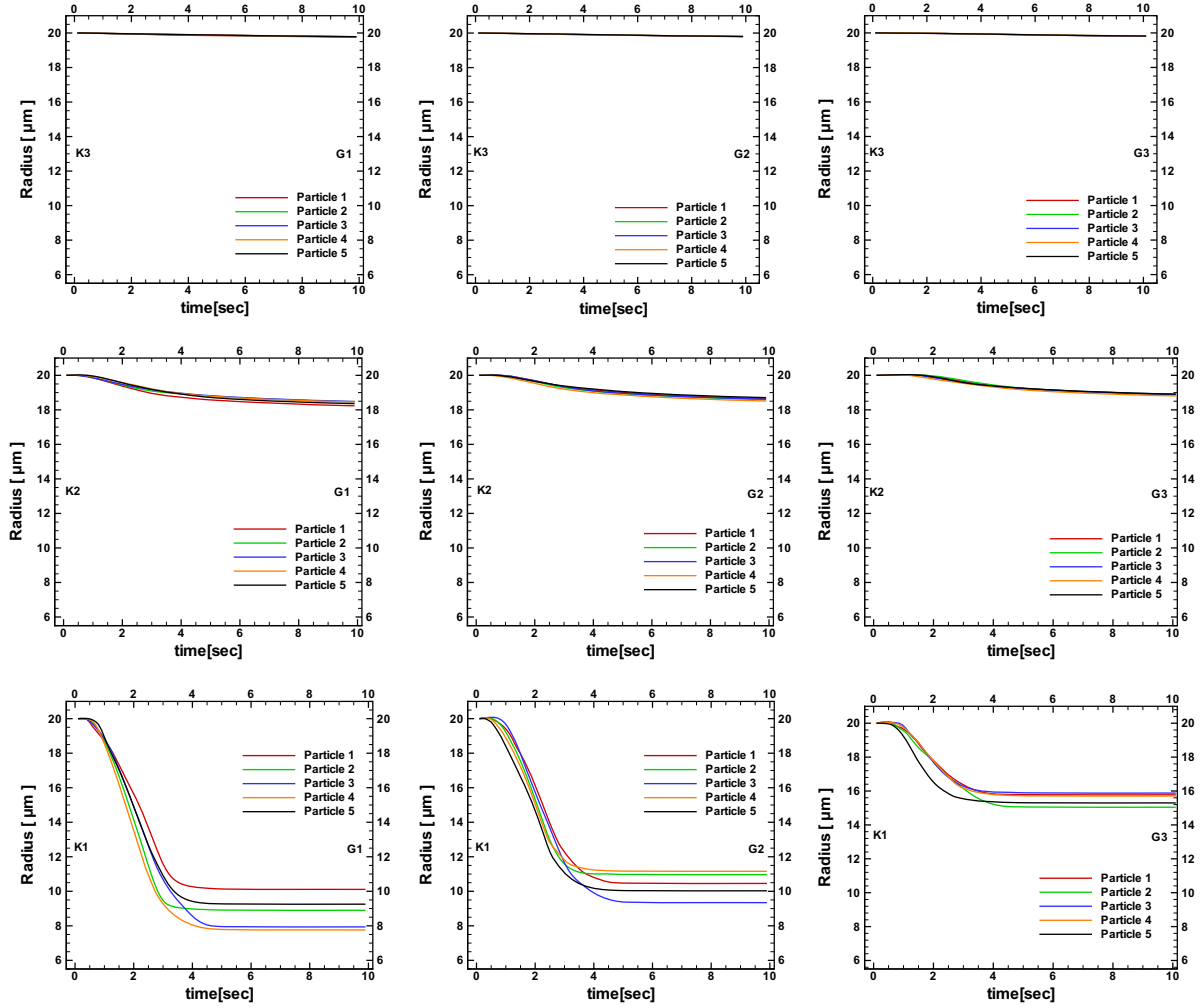 0 2 4 6 8 10
20 20
18 18
16 16
14 14
K3 G1
12 12
10 10
8 8
6 6
Radius [ µm ]
Particle 1
Particle 2
Particle 3
Particle 4
Particle 5
0 2 4 6 8 10
time[sec]
0 2 4 6 8 10
20 20
18 18
16 16
14 14
K3 G2
12 12
10 10
8 8
6 6
Radius [ µm ]
Particle 1
Particle 2
Particle 3
Particle 4
Particle 5
0 2 4 6 8 10
time[sec]
0 2 4 6 8 10
20 20
18 18
16 16
14 14
K3 G3
12 12
10 10
8 8
6 6
Radius [ µm ]
Particle 1
Particle 2
Particle 3
Particle 4
Particle 5
0 2 4 6 8 10
time[sec]
0 2 4 6 8 10
20 20
18 18
16 16
14 14
K2 G1
12 12
10 10
8 8
6 6
Radius [ µm ]
Particle 1
Particle 2
Particle 3
Particle 4
Particle 5
0 2 4 6 8 10
time[sec]
0 2 4 6 8 10
20 20
18 18
16 16
14 14
K2 G2
12 12
10 10
8 8
6 6
Radius [ µm ]
Particle 1
Particle 2
Particle 3
Particle 4
Particle 5
0 2 4 6 8 10
time[sec]
0 2 4 6 8 10
20 20
18 18
16 16
14 14
K2 G3
12 12
10 10
8 8
6 6
Radius [ µm ]
Particle 1
Particle 2
Particle 3
Particle 4
Particle 5
0 2 4 6 8 10
time[sec]
0 2 4 6 8 10
20 20
18 18
16 16
14 14
K1 G1
12 12
10 10
8 8
6 6
Radius [ µm ]
Particle 1
Particle 2
Particle 3
Particle 4
Particle 5
0 2 4 6 8 10
time[sec]
0 2 4 6 8 10
20 20
18 18
16 16
14 14
K1 G2
12 12
10 10
8 8
6 6
Radius [ µm ]
Particle 1
Particle 2
Particle 3
Particle 4
Particle 5
0 2 4 6 8 10
time[sec]
0 2 4 6 8 10
20 20
18 18
16 16
14 14
K1 G3
12 12
10 10
8 8
6 6
Radius [ µm ]
Particle 1
Particle 2
Particle 3
Particle 4
Particle 5
0 2 4 6 8 10
time[sec]